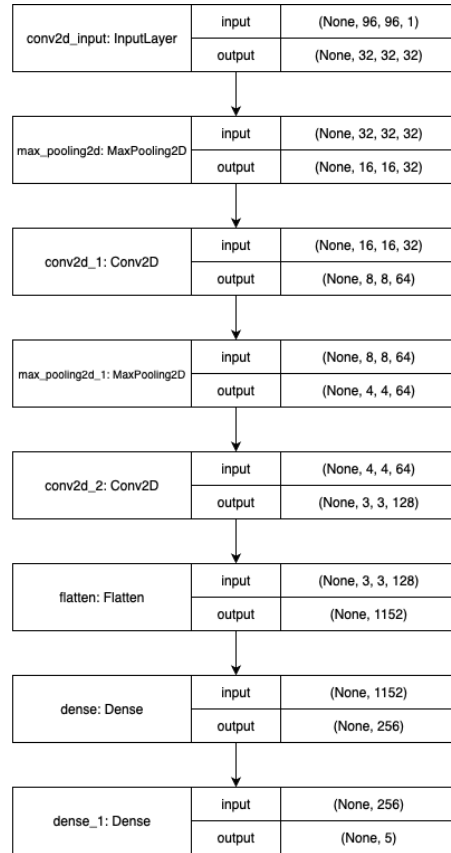 conv2d_input: InputLayer
input
(None, 96, 96, 1)
output
(None, 32, 32, 32)
max_pooling2d: MaxPooling2D
input
(None, 32, 32, 32)
output
(None, 16, 16, 32)
conv2d_1: Conv2D
input
(None, 16, 16, 32)
output
(None, 8, 8, 64)
max_pooling2d_1: MaxPooling2D
input
(None, 8, 8, 64)
output
(None, 4, 4, 64)
conv2d_2: Conv2D
input
(None, 4, 4, 64)
output
(None, 3, 3, 128)
flatten: Flatten
input
(None, 3, 3, 128)
output
(None, 1152)
dense: Dense
input
(None, 1152)
output
(None, 256)
dense_1: Dense
input
(None, 256)
output
(None, 5)